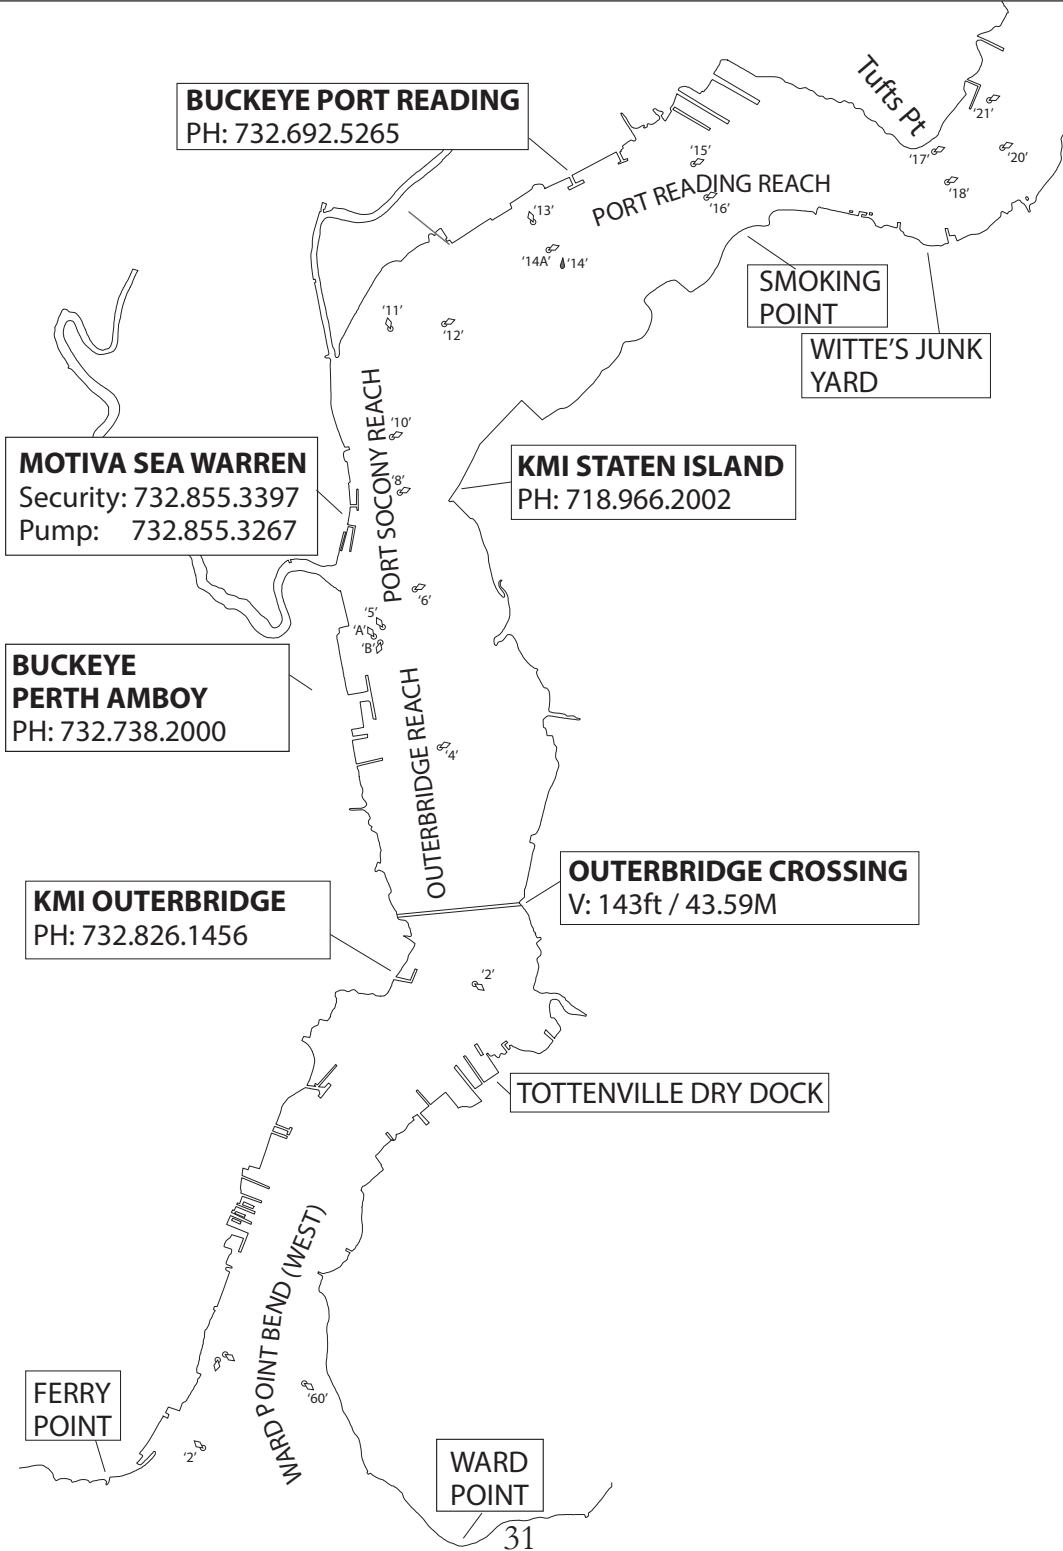 Tufts Pt
BUCKEYE PORT READING
PH: 732.692.5265
'21'
'15'
'17'
'20'
PORT READING REACH
'18'
'16'
'13'
'14A'
'14'
SMOKING
POINT
'11'
'12'
WITTE'S JUNK
YARD
PORT SOCONY REACH
'10'
MOTIVA SEA WARREN
Security: 732.855.3397
Pump: 732.855.3267
KMI STATEN ISLAND
PH: 718.966.2002
'8'
'6'
'5'
'A'
'B'
BUCKEYE
PERTH AMBOY
PH: 732.738.2000
OUTERBRIDGE REACH
'4'
OUTERBRIDGE CROSSING
V: 143ft / 43.59M
KMI OUTERBRIDGE
PH: 732.826.1456
'2'
TOTTENVILLE DRY DOCK
WARD POINT BEND (WEST)
FERRY
POINT
'60'
'2'
WARD
POINT
31